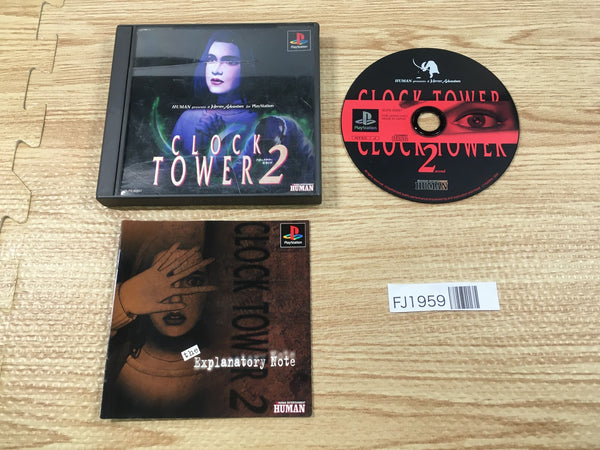 PlayStation
HUMAN presents a Horror Adventure for PlayStation
CLOCK
TOWER 2
HUMAN
HUMAN presents a Horror Adventure
CLOCK TOWER
PlayStation
CLOCK TOWER
2
HUMAN
PlayStation
CLOCK TOWER 2
the
Explanatory Note
HUMAN
FJ1959